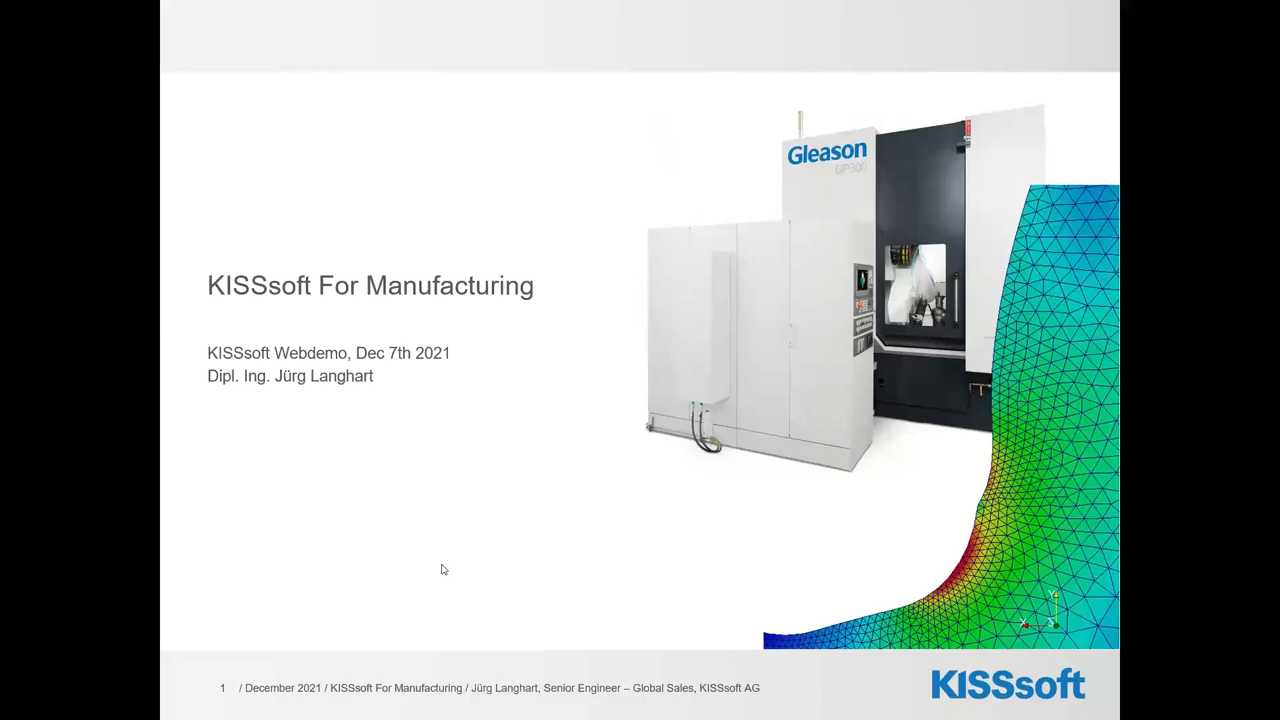 Gleason
GP300
KISSsoft For Manufacturing
KISSsoft Webdemo, Dec 7th 2021
Dipl. Ing. Jürg Langhart
1 / December 2021 / KISSsoft For Manufacturing / Jürg Langhart, Senior Engineer – Global Sales, KISSsoft AG
KISSsoft